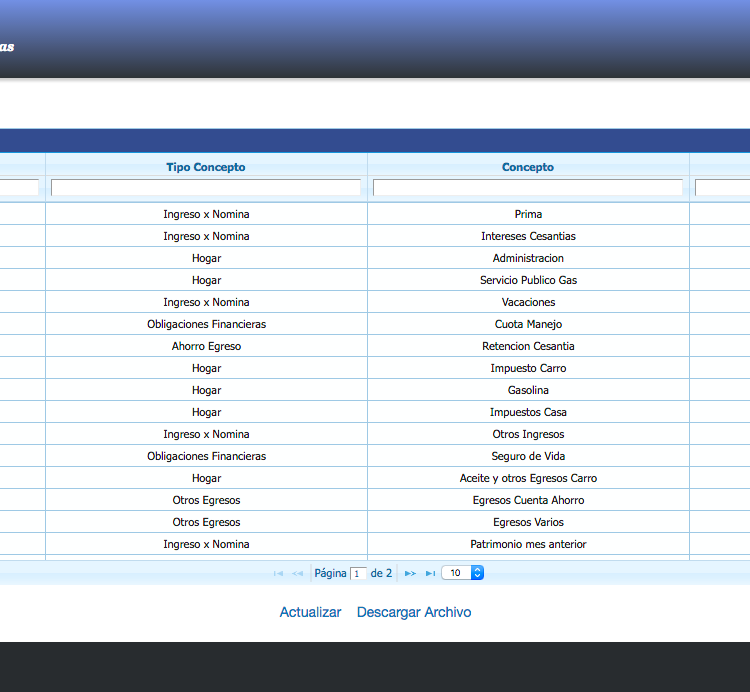 as
Tipo Concepto Concepto
Ingreso x Nomina Prima
Ingreso x Nomina Intereses Cesantias
Hogar Administracion
Hogar Servicio Publico Gas
Ingreso x Nomina Vacaciones
Obligaciones Financieras Cuota Manejo
Ahorro Egreso Retencion Cesantia
Hogar Impuesto Carro
Hogar Gasolina
Hogar Impuestos Casa
Ingreso x Nomina Otros Ingresos
Obligaciones Financieras Seguro de Vida
Hogar Aceite y otros Egresos Carro
Otros Egresos Egresos Cuenta Ahorro
Otros Egresos Egresos Varios
Ingreso x Nomina Patrimonio mes anterior
Página 1 de 2 10
Actualizar Descargar Archivo